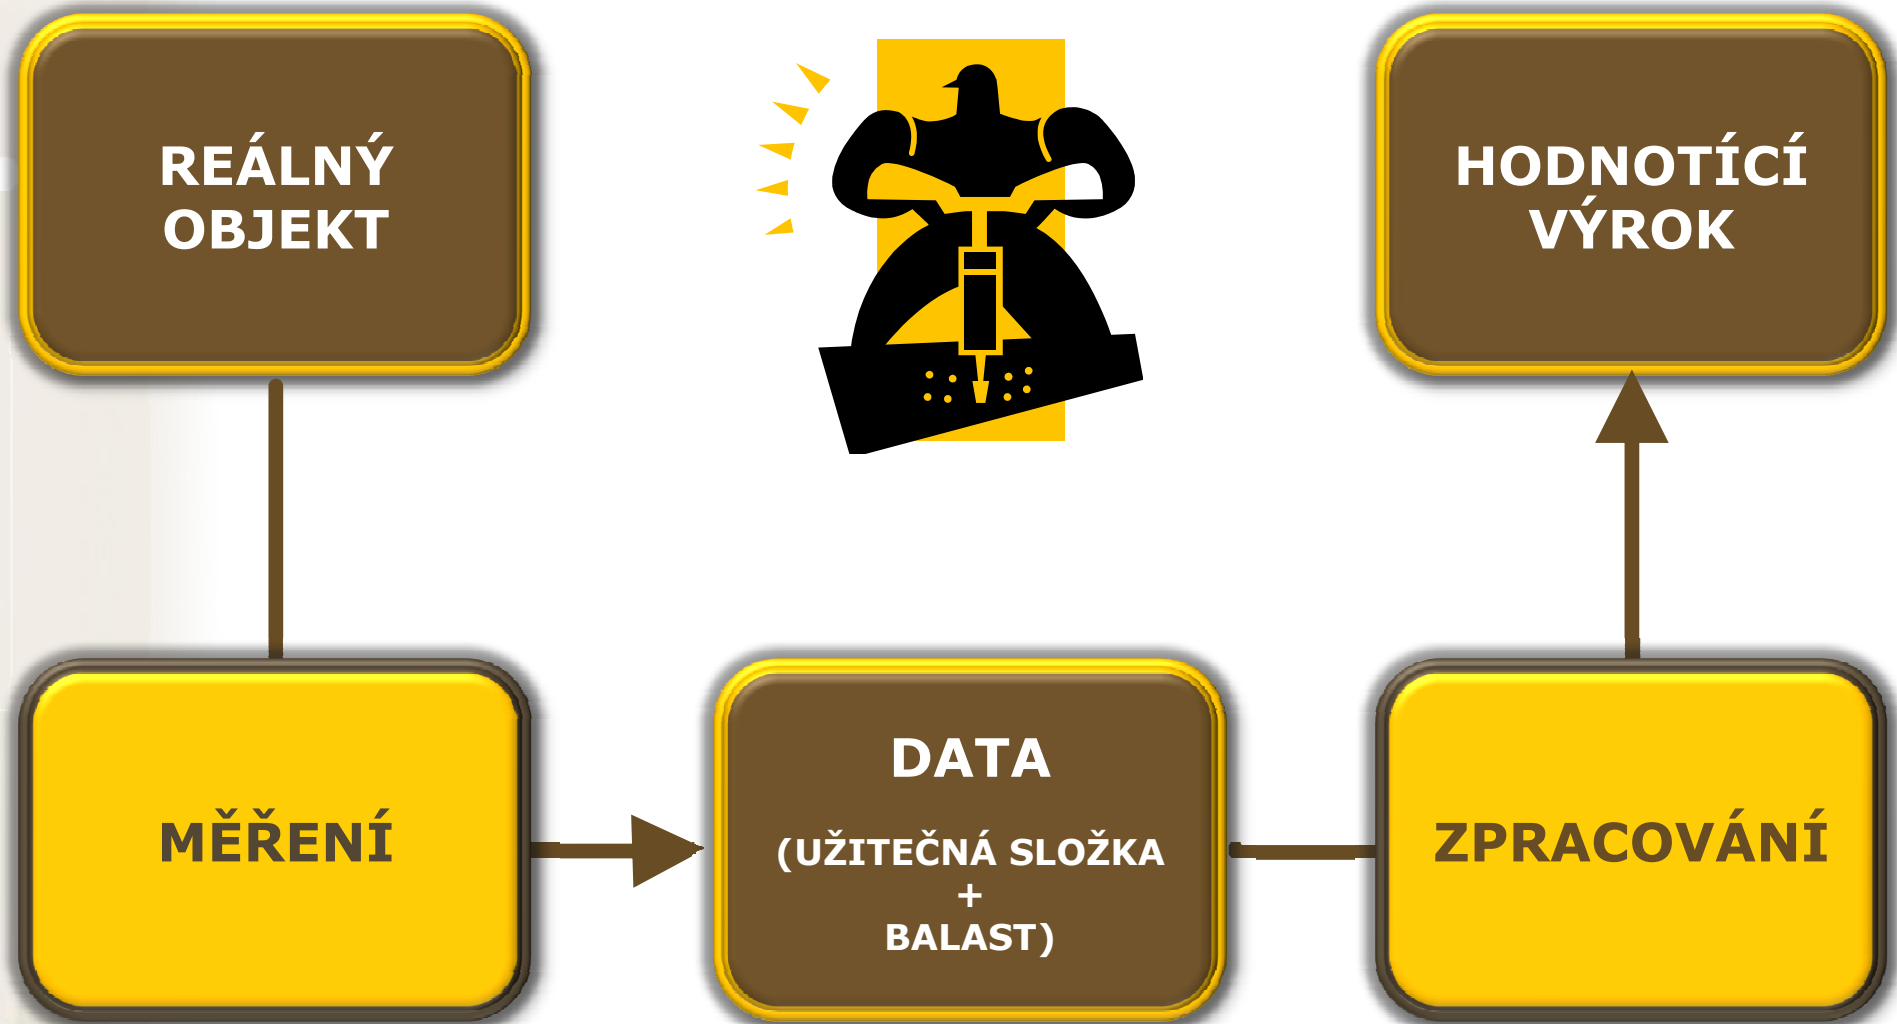 REÁLNÝ
OBJEKT
HODNOTÍCÍ
VÝROK
MĚŘENÍ
DATA
(UŽITEČNÁ SLOŽKA
+
BALAST)
ZPRACOVÁNÍ